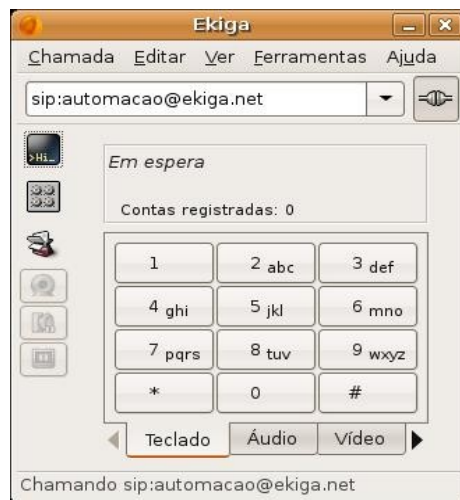 Ekiga
Chamada Editar Ver Ferramentas Ajuda
sip:automacao@ekiga.net
>Hi_
Em espera
Contas registradas: 0
1 2 abc 3 def
4 ghi 5 jkl 6 mno
7 pqrs 8 tuv 9 wxyz
* 0 #
Teclado Áudio Vídeo
Chamando sip:automacao@ekiga.net